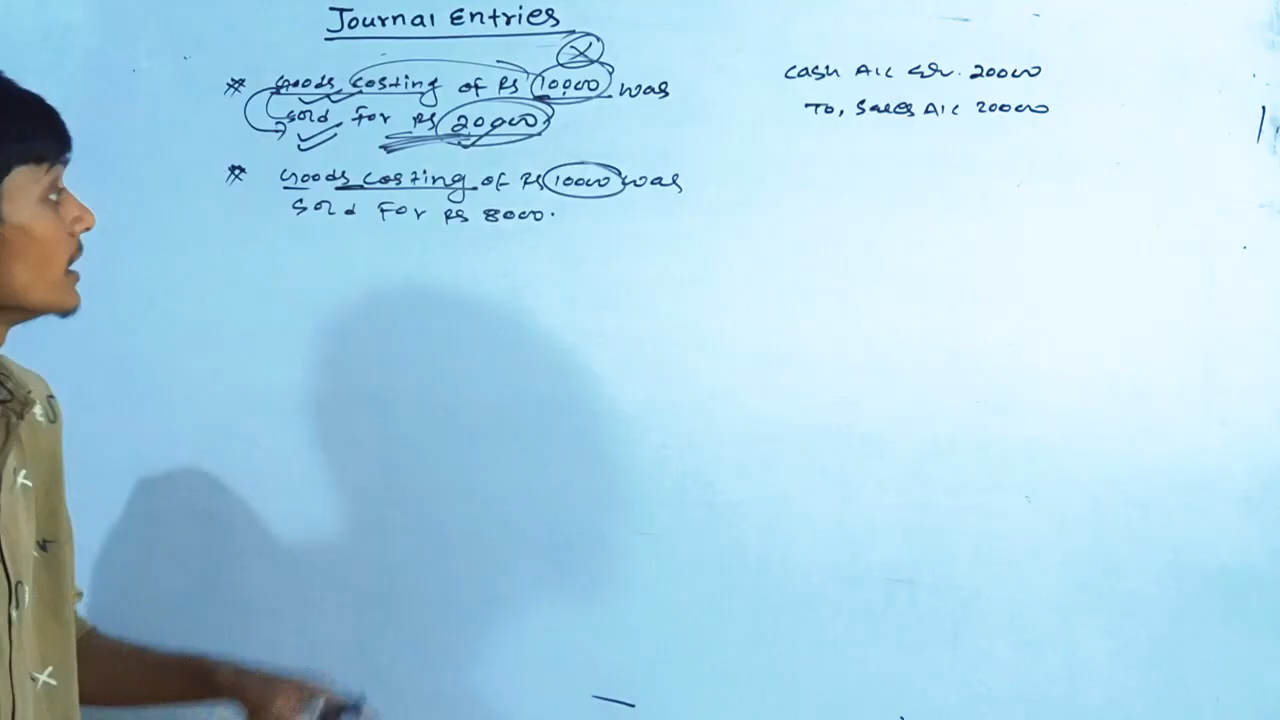 Journal Entries
* Goods costing of Rs 10000 was
sold for Rs 20000
* Goods costing of Rs 10000 was
sold for Rs 8000.
Cash A/c Dr. 20000
To, Sales A/c 20000